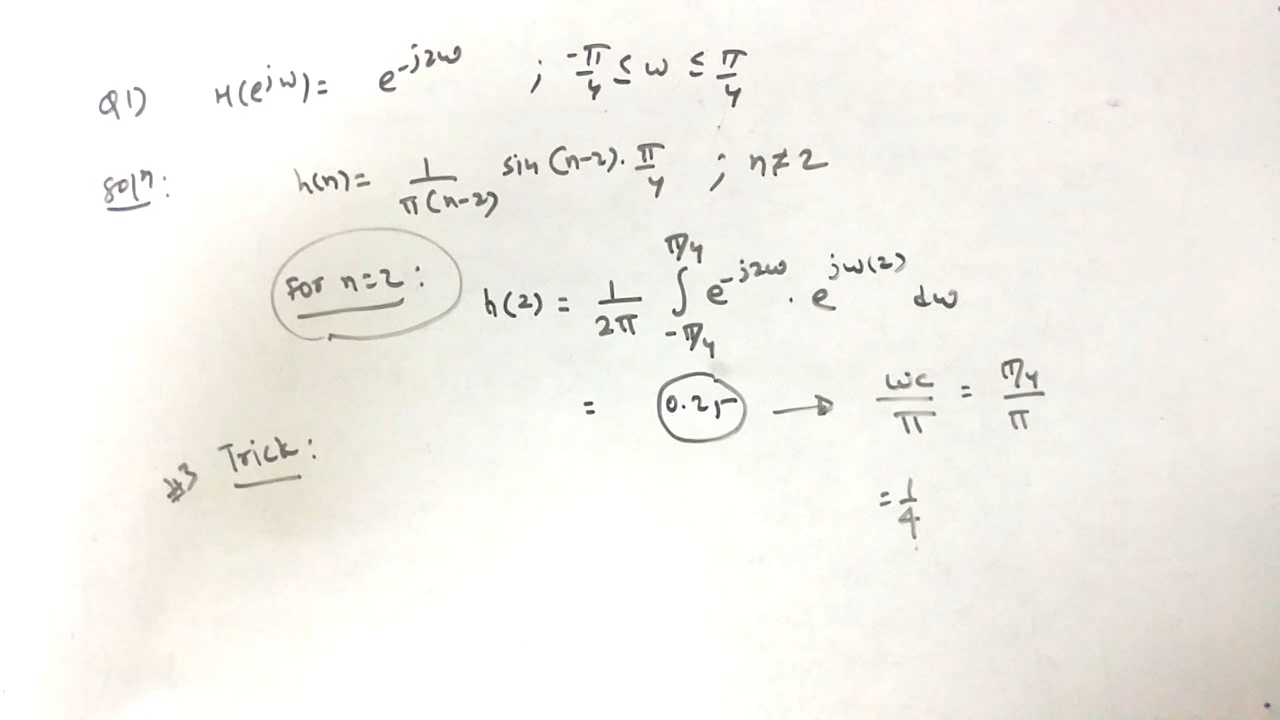 Q1) H(e^{jω}) = e^{-j2ω} ; -π/4 ≤ ω ≤ π/4
Solⁿ: h(n) = 1/π(n-2) sin(n-2).π/4 ; n≠2
For n=2: h(2) = 1/2π ∫_{-π/4}^{π/4} e^{-j2ω} . e^{jω(2)} dω
= 0.25 → ωc/π = π/4/π
Trick:
= 1/4